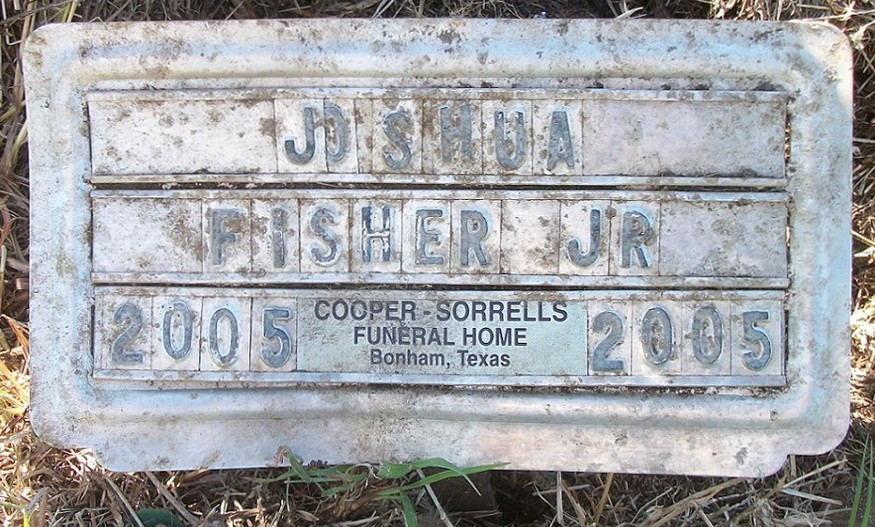 JOSHUA
FISHER JR
2005 COOPER - SORRELLS 2005
FUNERAL HOME
Bonham, Texas